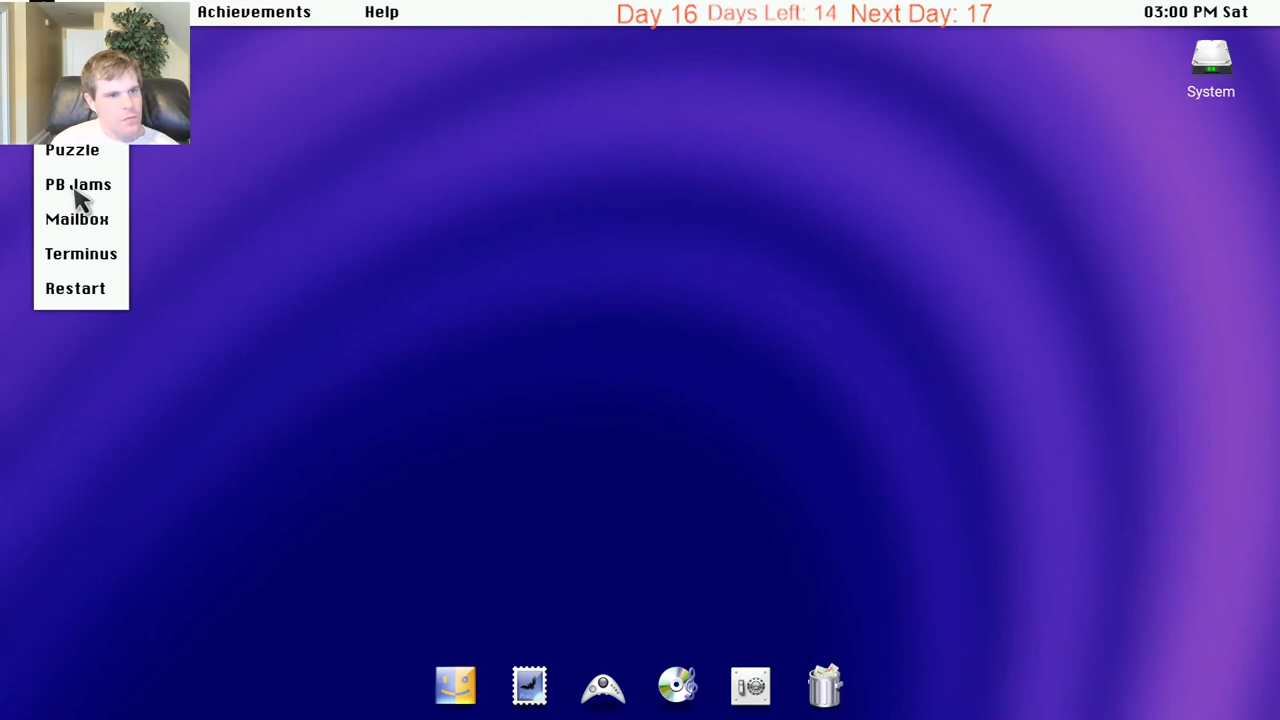 Achievements Help Day 16 Days Left: 14 Next Day: 17 03:00 PM Sat
System
Puzzle
PB Jams
Mailbox
Terminus
Restart